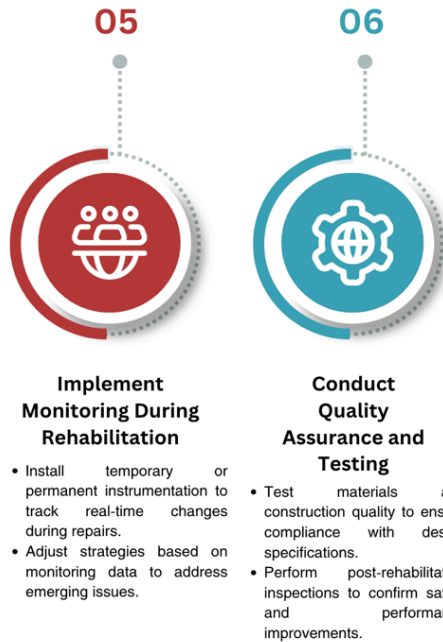 05
Implement
Monitoring During
Rehabilitation
• Install temporary or
permanent instrumentation to
track real-time changes
during repairs.
• Adjust strategies based on
monitoring data to address
emerging issues.
06
Conduct
Quality
Assurance and
Testing
• Test materials
construction quality to
compliance with
specifications.
• Perform
inspections to confirm
and
improvements.